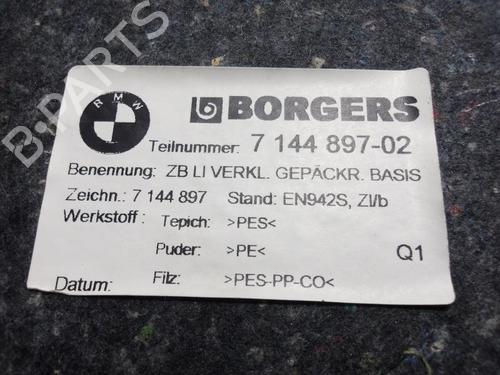 BMW
BORGERS
Teilnummer: 7 144 897-02
Benennung: ZB LI VERKL. GEPÄCKR. BASIS
Zeichn.: 7 144 897 Stand: EN942S, ZI/b
Werkstoff : Tepich: >PES<
Puder: >PE< Q1
Datum: Filz: >PES-PP-CO<
B-PARTS